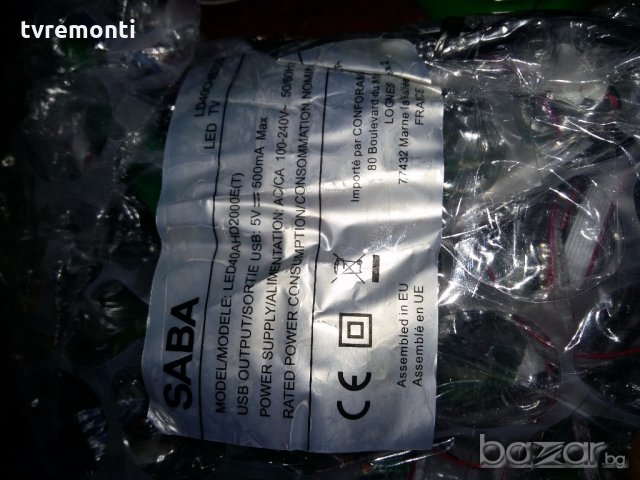 tvremonti
SABA
LED TV
MODEL/MODELE: LED40AHD2000E(T)
USB OUTPUT/SORTIE USB: 5V 500mA Max
POWER SUPPLY/ALIMENTATION: AC/CA 100-240V~ 50/60Hz
RATED POWER CONSUMPTION/CONSOMMATION NOMIN
CE
Importé par CONFORAMA
80 Boulevard du
LOGNES
77432 Marne la
FRANCE
Assembled in EU
Assemblé en UE
bazar.bg